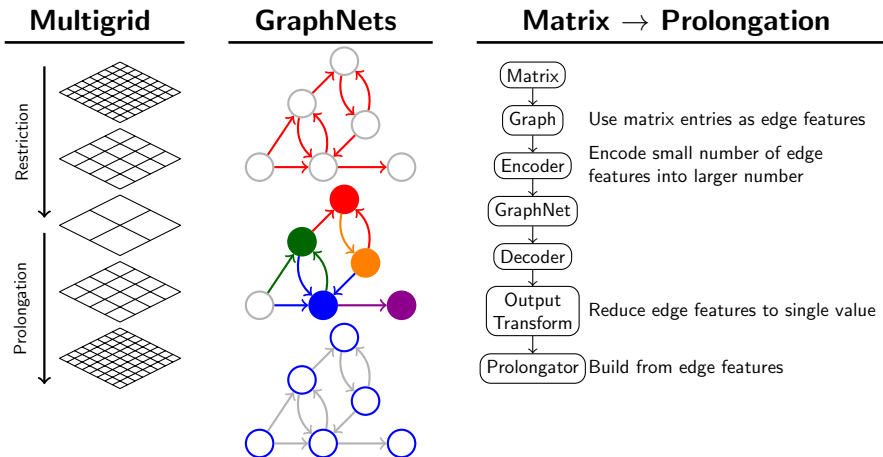 Multigrid
GraphNets
Matrix → Prolongation
Restriction
Prolongation
Matrix
Graph
Use matrix entries as edge features
Encoder
Encode small number of edge
features into larger number
GraphNet
Decoder
Output
Transform
Reduce edge features to single value
Prolongator
Build from edge features